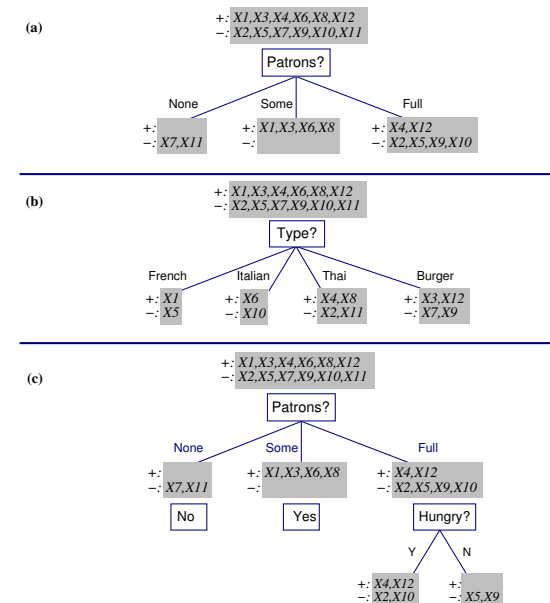 (a)
+: X1,X3,X4,X6,X8,X12
−: X2,X5,X7,X9,X10,X11
Patrons?
None Some Full
+: +: X1,X3,X6,X8 +: X4,X12
−: X7,X11 −: −: X2,X5,X9,X10
(b)
+: X1,X3,X4,X6,X8,X12
−: X2,X5,X7,X9,X10,X11
Type?
French Italian Thai Burger
+: X1 +: X6 +: X4,X8 +: X3,X12
−: X5 −: X10 −: X2,X11 −: X7,X9
(c)
+: X1,X3,X4,X6,X8,X12
−: X2,X5,X7,X9,X10,X11
Patrons?
None Some Full
+: +: X1,X3,X6,X8 +: X4,X12
−: X7,X11 −: −: X2,X5,X9,X10
No Yes Hungry?
Y N
+: X4,X12 +:
−: X2,X10 −: X5,X9